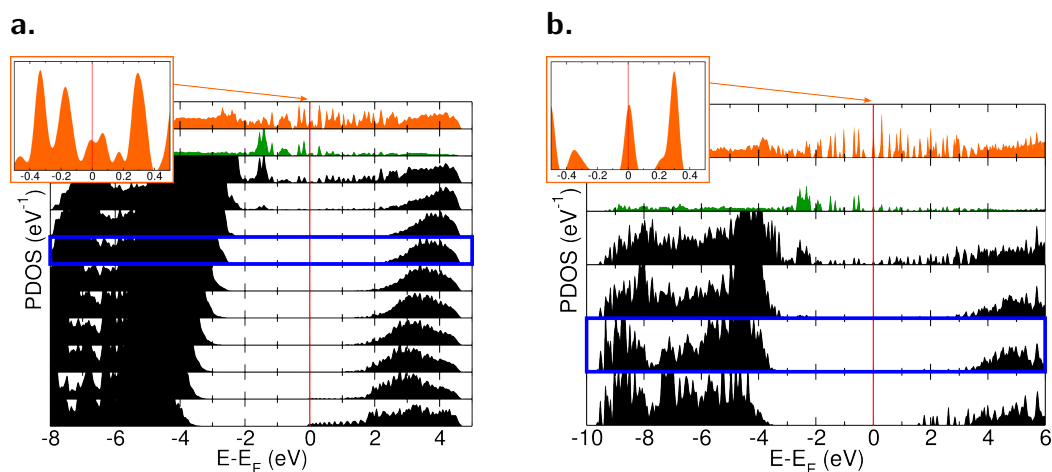 a.
b.
-0.4 -0.2 0 0.2 0.4
-0.4 -0.2 0 0.2 0.4
PDOS (eV-1)
PDOS (eV-1)
-8 -6 -4 -2 0 2 4
-10 -8 -6 -4 -2 0 2 4 6
E-EF (eV)
E-EF (eV)